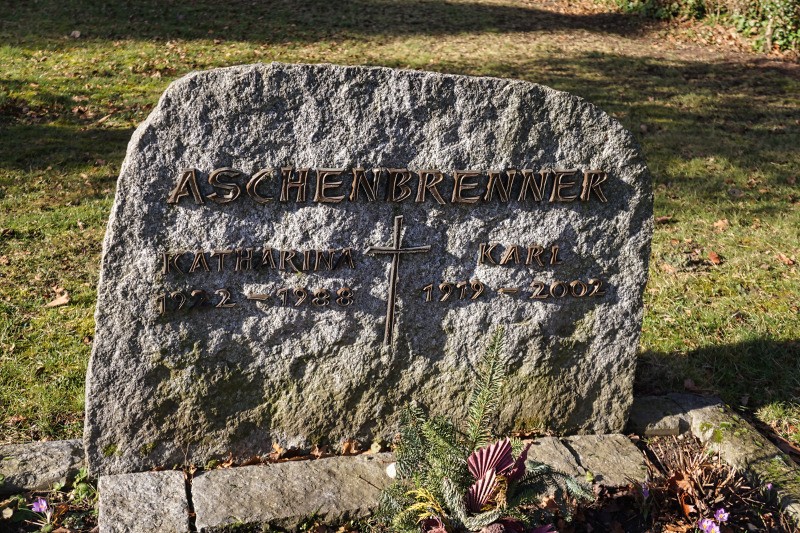 ASCHENBRENNER
KATHARINA KARL
1922 – 1988 1919 – 2002